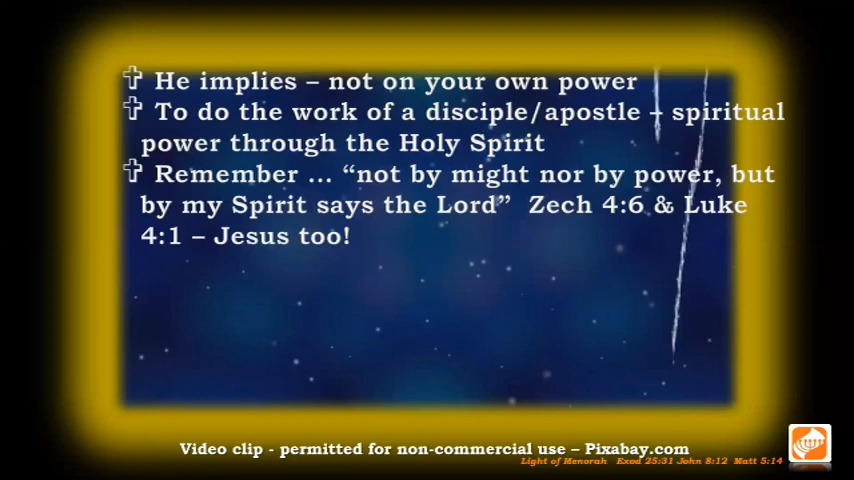 ✞ He implies – not on your own power
✞ To do the work of a disciple/apostle – spiritual
power through the Holy Spirit
✞ Remember ... “not by might nor by power, but
by my Spirit says the Lord”  Zech 4:6 & Luke
4:1 – Jesus too!
Video clip - permitted for non-commercial use – Pixabay.com
Light of Menorah  Exod 25:31 John 8:12  Matt 5:14